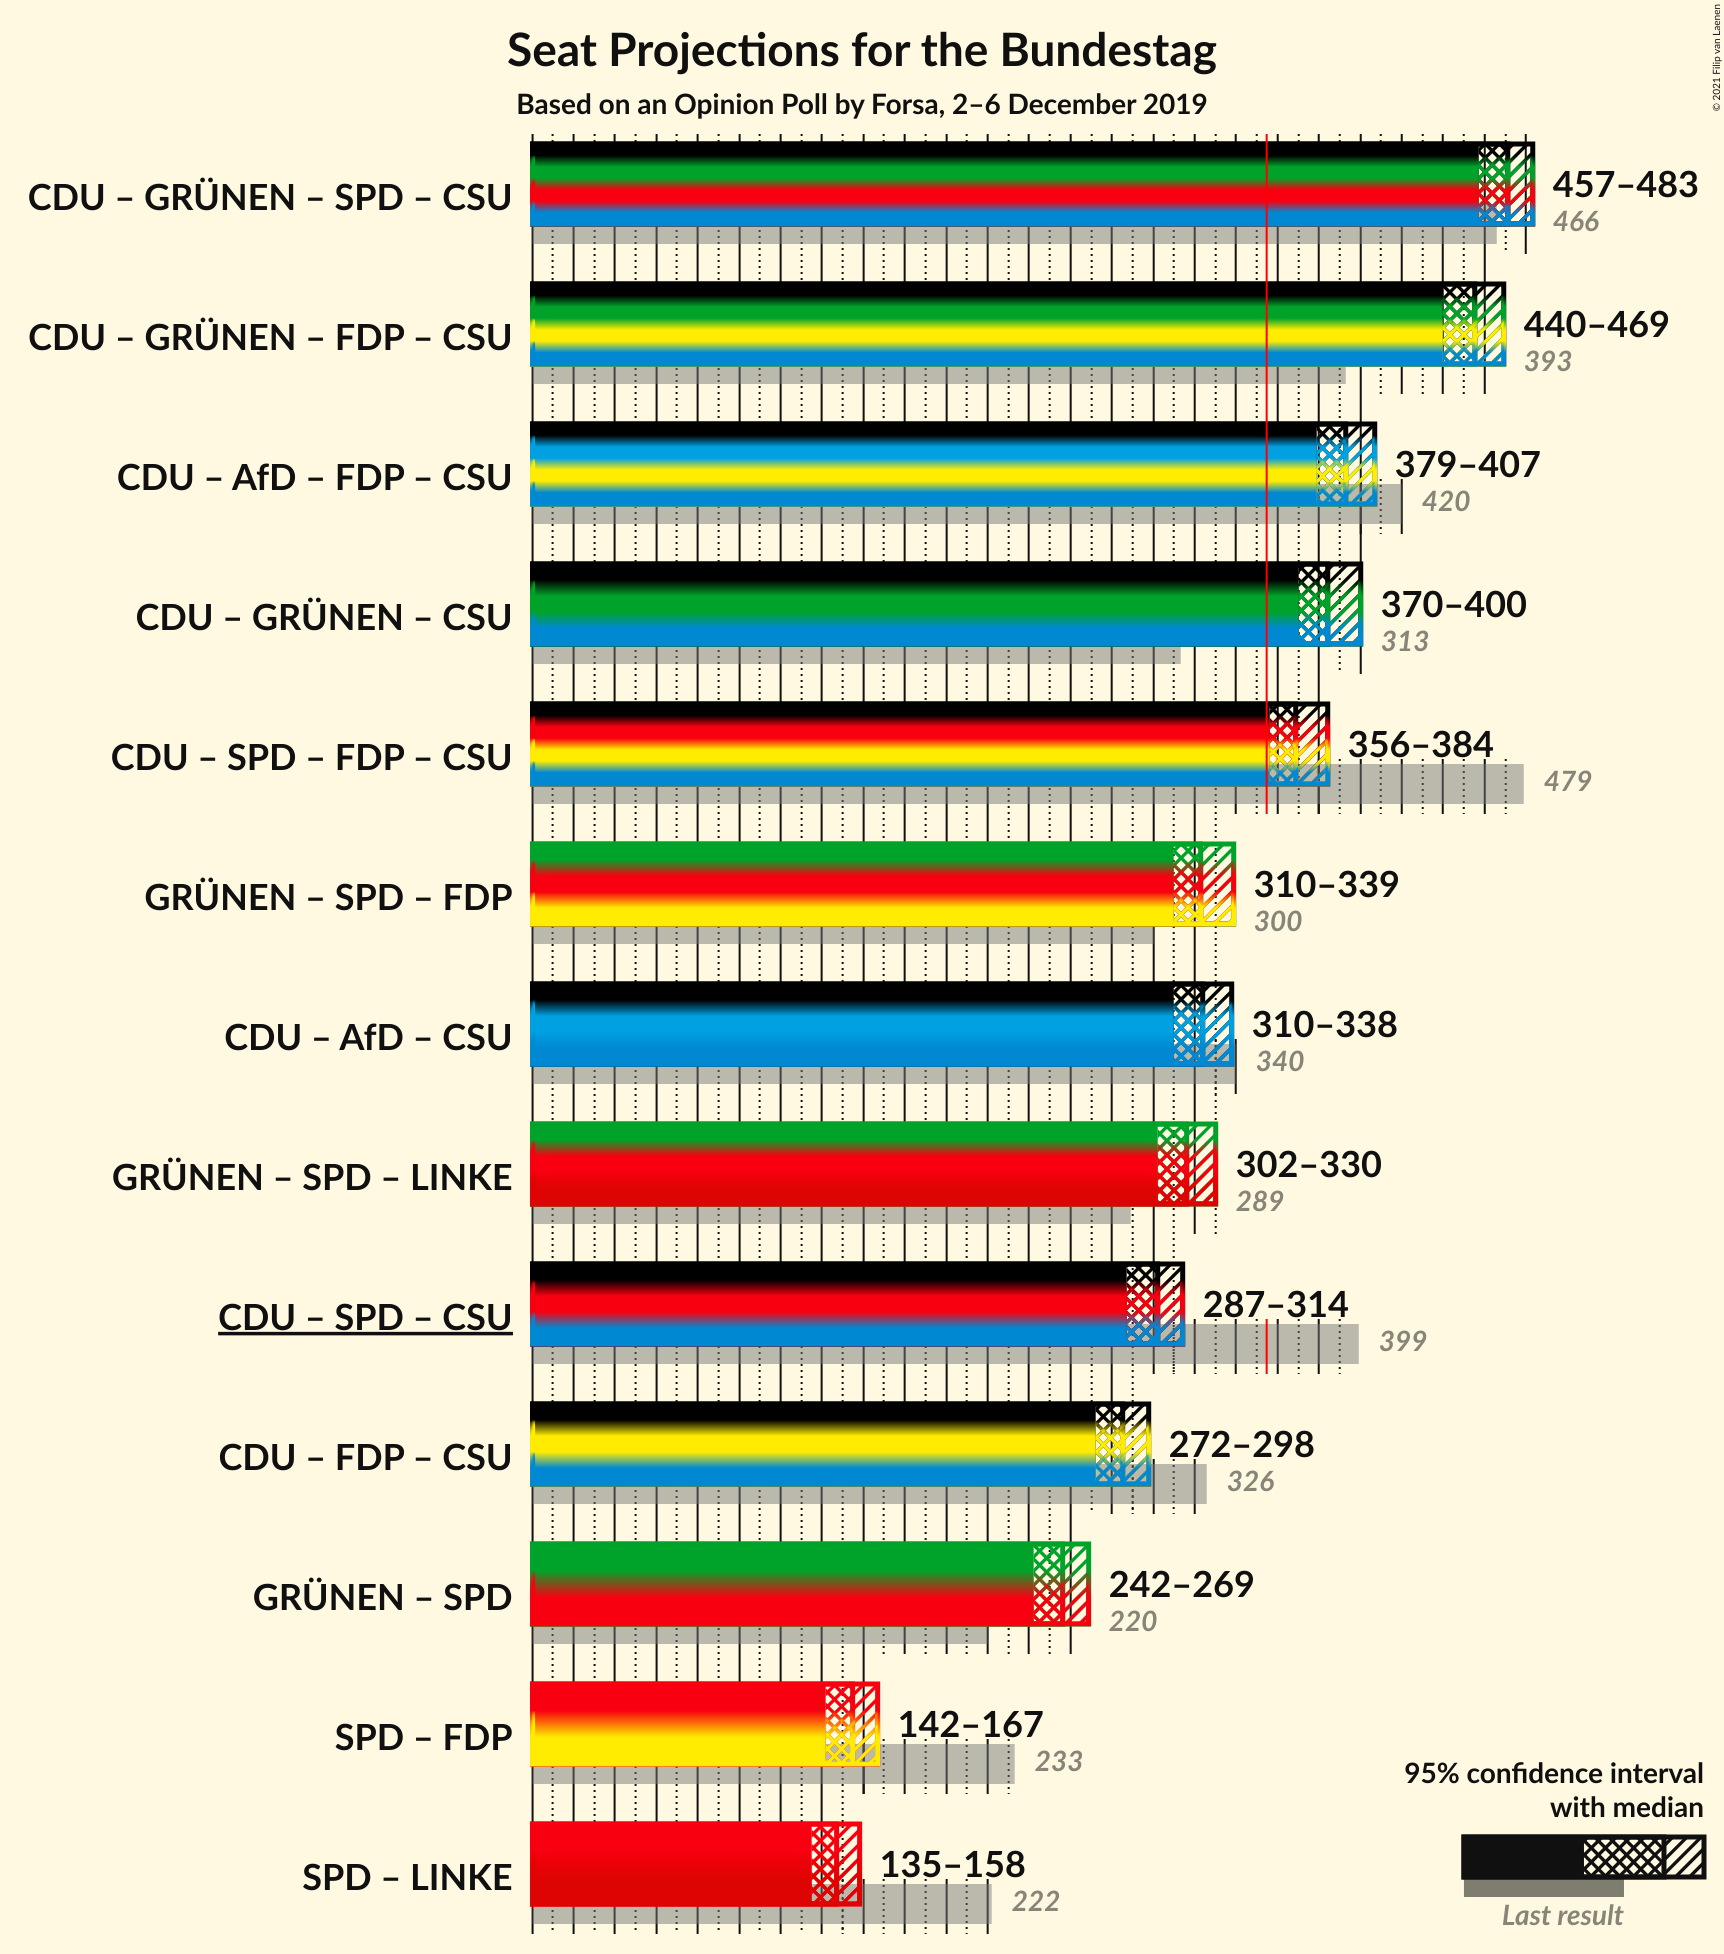 Seat Projections for the Bundestag
Based on an Opinion Poll by Forsa, 2–6 December 2019
© 2021 Filip van Laenen
CDU – GRÜNEN – SPD – CSU
457–483
466
CDU – GRÜNEN – FDP – CSU
440–469
393
CDU – AfD – FDP – CSU
379–407
420
CDU – GRÜNEN – CSU
370–400
313
CDU – SPD – FDP – CSU
356–384
479
GRÜNEN – SPD – FDP
310–339
300
CDU – AfD – CSU
310–338
340
GRÜNEN – SPD – LINKE
302–330
289
CDU – SPD – CSU
287–314
399
CDU – FDP – CSU
272–298
326
GRÜNEN – SPD
242–269
220
SPD – FDP
142–167
233
SPD – LINKE
135–158
222
95% confidence interval
with median
Last result